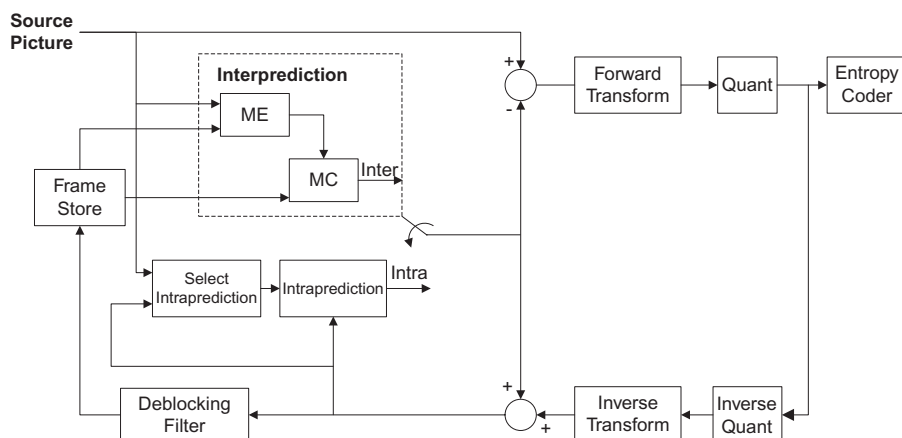 Source
Picture
Interprediction
ME
MC
Inter
Frame
Store
Select
Intraprediction
Intraprediction
Intra
+
-
Forward
Transform
Quant
Entropy
Coder
Deblocking
Filter
+
+
Inverse
Transform
Inverse
Quant